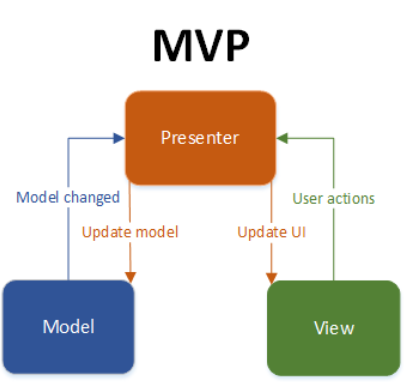 MVP
Presenter
Model changed
User actions
Update model
Update UI
Model
View